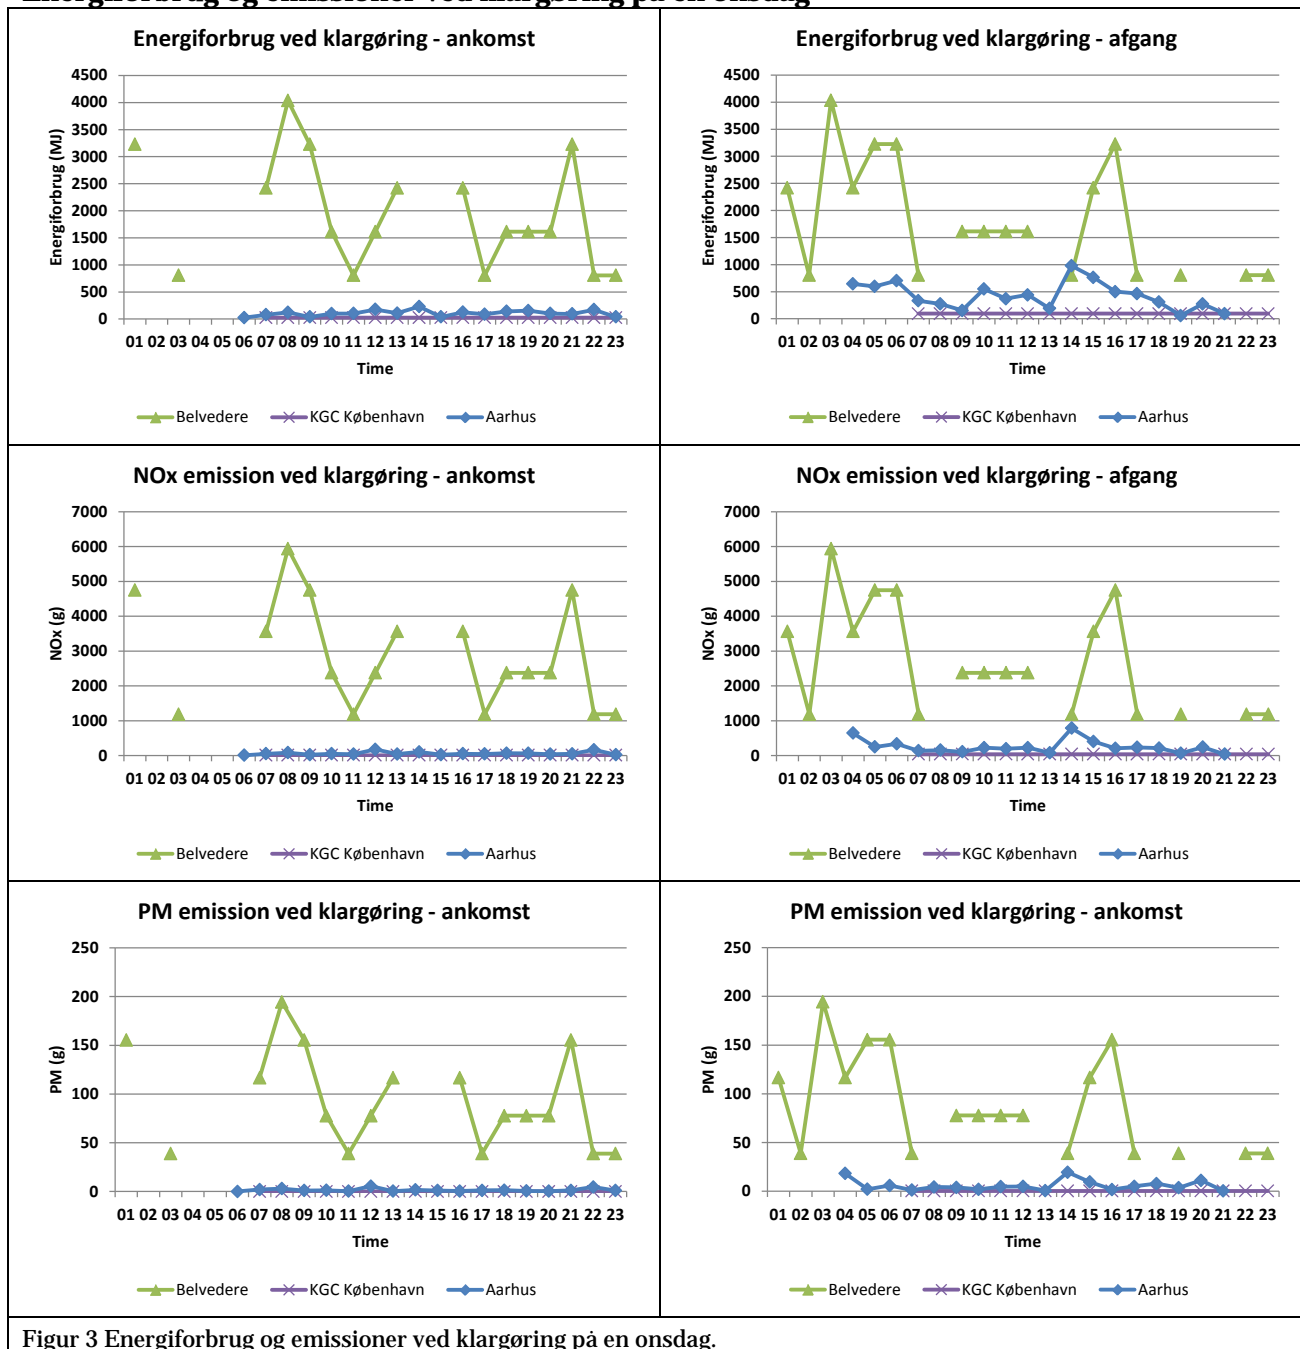 Energiforbrug og emissioner ved klargøring på en onsdag
Energiforbrug ved klargøring - ankomst
4500
4000
3500
3000
2500
2000
1500
1000
500
0
Energiforbrug (MJ)
01 02 03 04 05 06 07 08 09 10 11 12 13 14 15 16 17 18 19 20 21 22 23
Time
Belvedere KGC København Aarhus
Energiforbrug ved klargøring - afgang
4500
4000
3500
3000
2500
2000
1500
1000
500
0
Energiforbrug (MJ)
01 02 03 04 05 06 07 08 09 10 11 12 13 14 15 16 17 18 19 20 21 22 23
Time
Belvedere KGC København Aarhus
NOx emission ved klargøring - ankomst
7000
6000
5000
4000
3000
2000
1000
0
NOx (g)
01 02 03 04 05 06 07 08 09 10 11 12 13 14 15 16 17 18 19 20 21 22 23
Time
Belvedere KGC København Aarhus
NOx emission ved klargøring - afgang
7000
6000
5000
4000
3000
2000
1000
0
NOx (g)
01 02 03 04 05 06 07 08 09 10 11 12 13 14 15 16 17 18 19 20 21 22 23
Time
Belvedere KGC København Aarhus
PM emission ved klargøring - ankomst
250
200
150
100
50
0
PM (g)
01 02 03 04 05 06 07 08 09 10 11 12 13 14 15 16 17 18 19 20 21 22 23
Time
Belvedere KGC København Aarhus
PM emission ved klargøring - ankomst
250
200
150
100
50
0
PM (g)
01 02 03 04 05 06 07 08 09 10 11 12 13 14 15 16 17 18 19 20 21 22 23
Time
Belvedere KGC København Aarhus
Figur 3 Energiforbrug og emissioner ved klargøring på en onsdag.